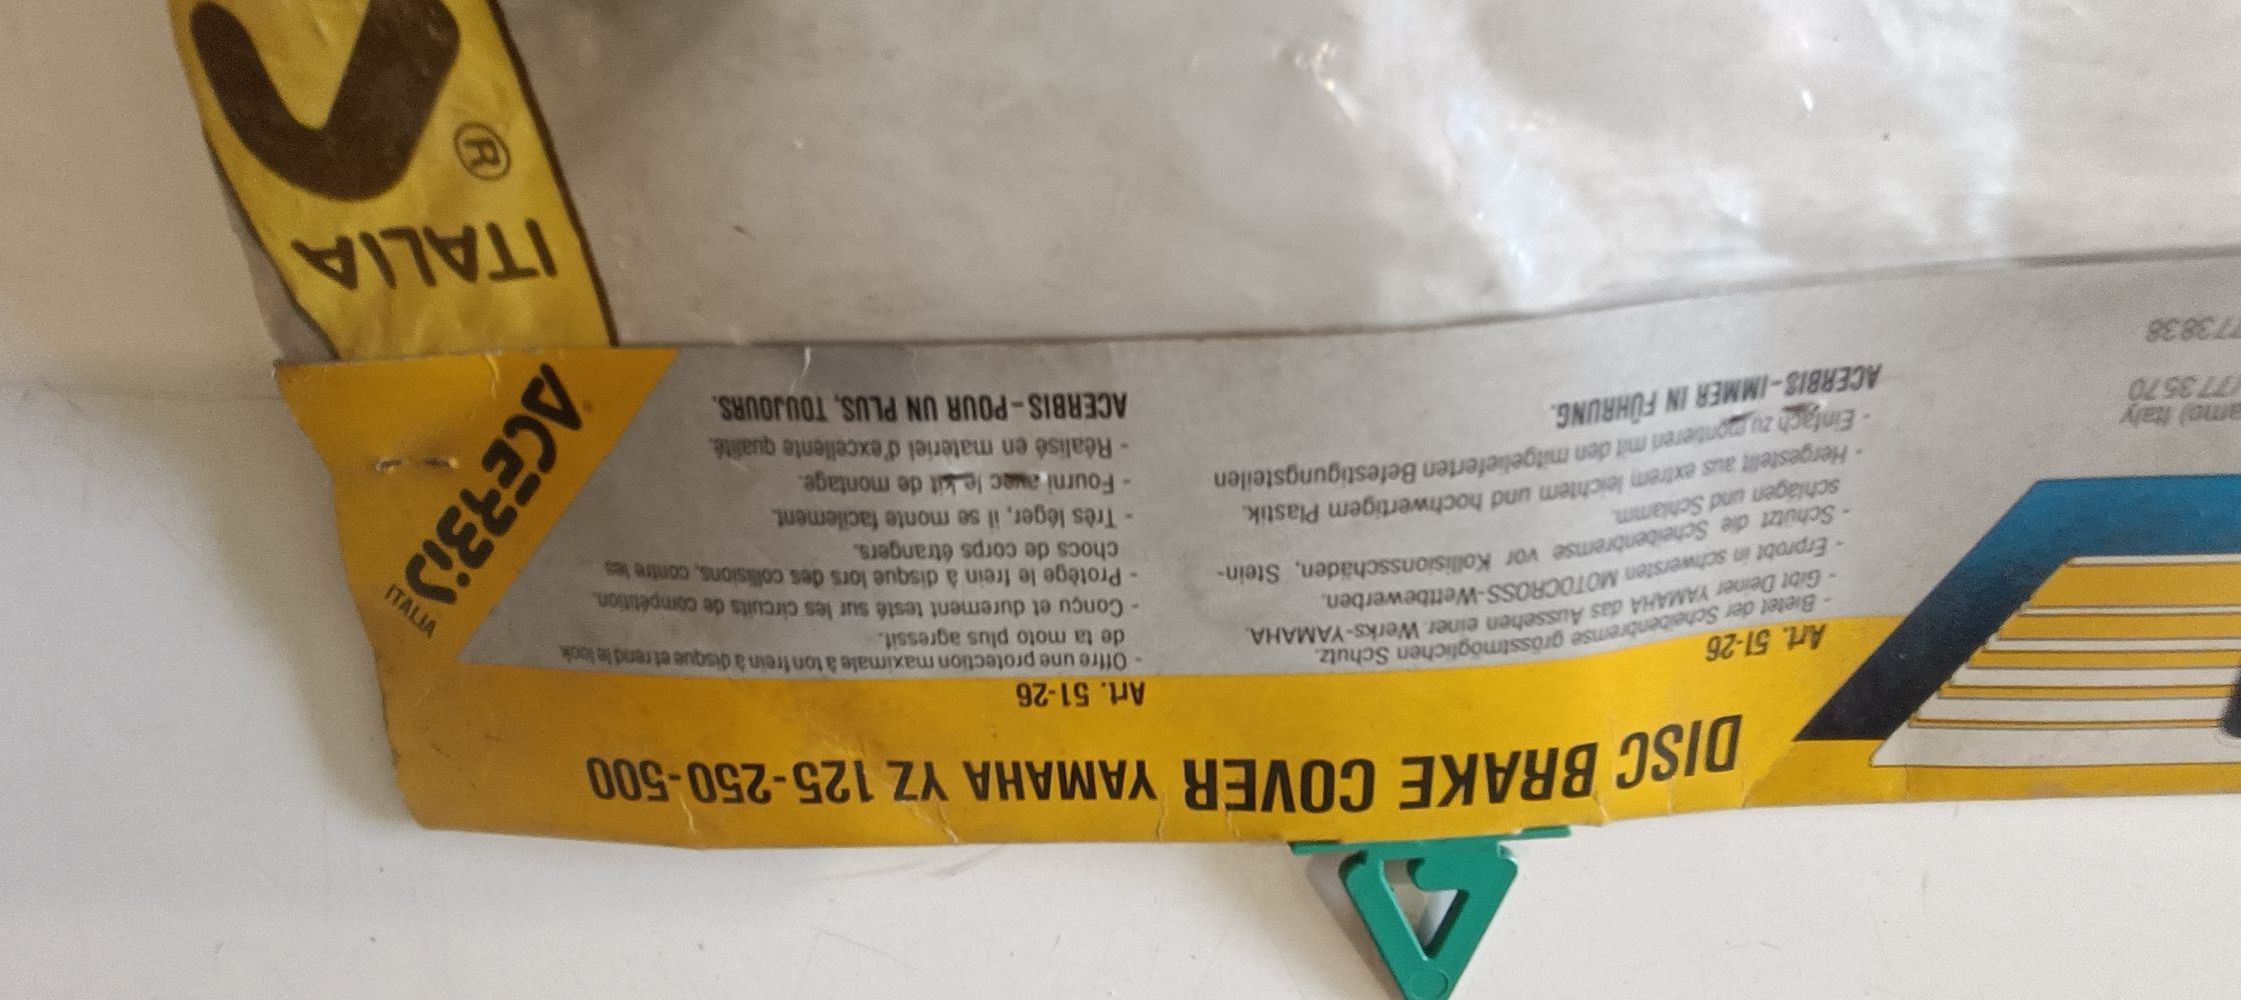 DISC BRAKE COVER YAMAHA YZ 125-250-500
Art. 51-26
- Bietet der Scheibenbremse grösstmöglichen Schutz.
- Gibt Deiner YAMAHA das Aussehen einer Werks-YAMAHA.
- Erprobt in schwersten MOTOCROSS-Wettbewerben.
- Schützt die Scheibenbremse vor Kollisionsschäden, Stein-
schlägen und Schlamm.
- Hergestellt aus extrem leichtem und hochwertigem Plastik.
- Einfach zu montieren mit den mitgelieferten Befestigungsteilen
ACERBIS-IMMER IN FÜHRUNG.
Art. 51-26
- Offre une protection maximale à ton frein à disque et rend le look
de ta moto plus agressif.
- Conçu et durement testé sur les circuits de compétition.
- Protège le frein à disque lors des collisions, contre les
chocs de corps étrangers.
- Très léger, il se monte facilement.
- Fourni avec le kit de montage.
- Réalisé en matériel d'excellente qualité.
ACERBIS-POUR UN PLUS, TOUJOURS.
ITALIA
ACERBIS
Italy
773570
773838
ITALIA
®